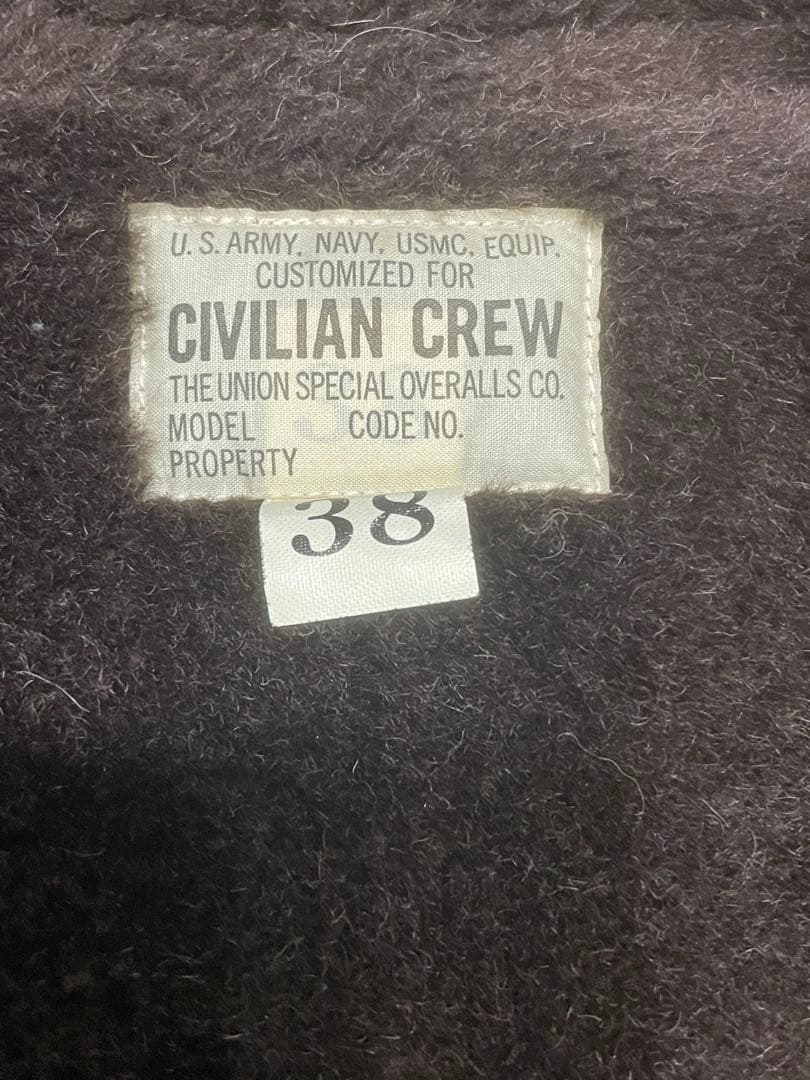 U.S. ARMY, NAVY, USMC, EQUIP.
CUSTOMIZED FOR
CIVILIAN CREW
THE UNION SPECIAL OVERALLS CO.
MODEL CODE NO.
PROPERTY
38